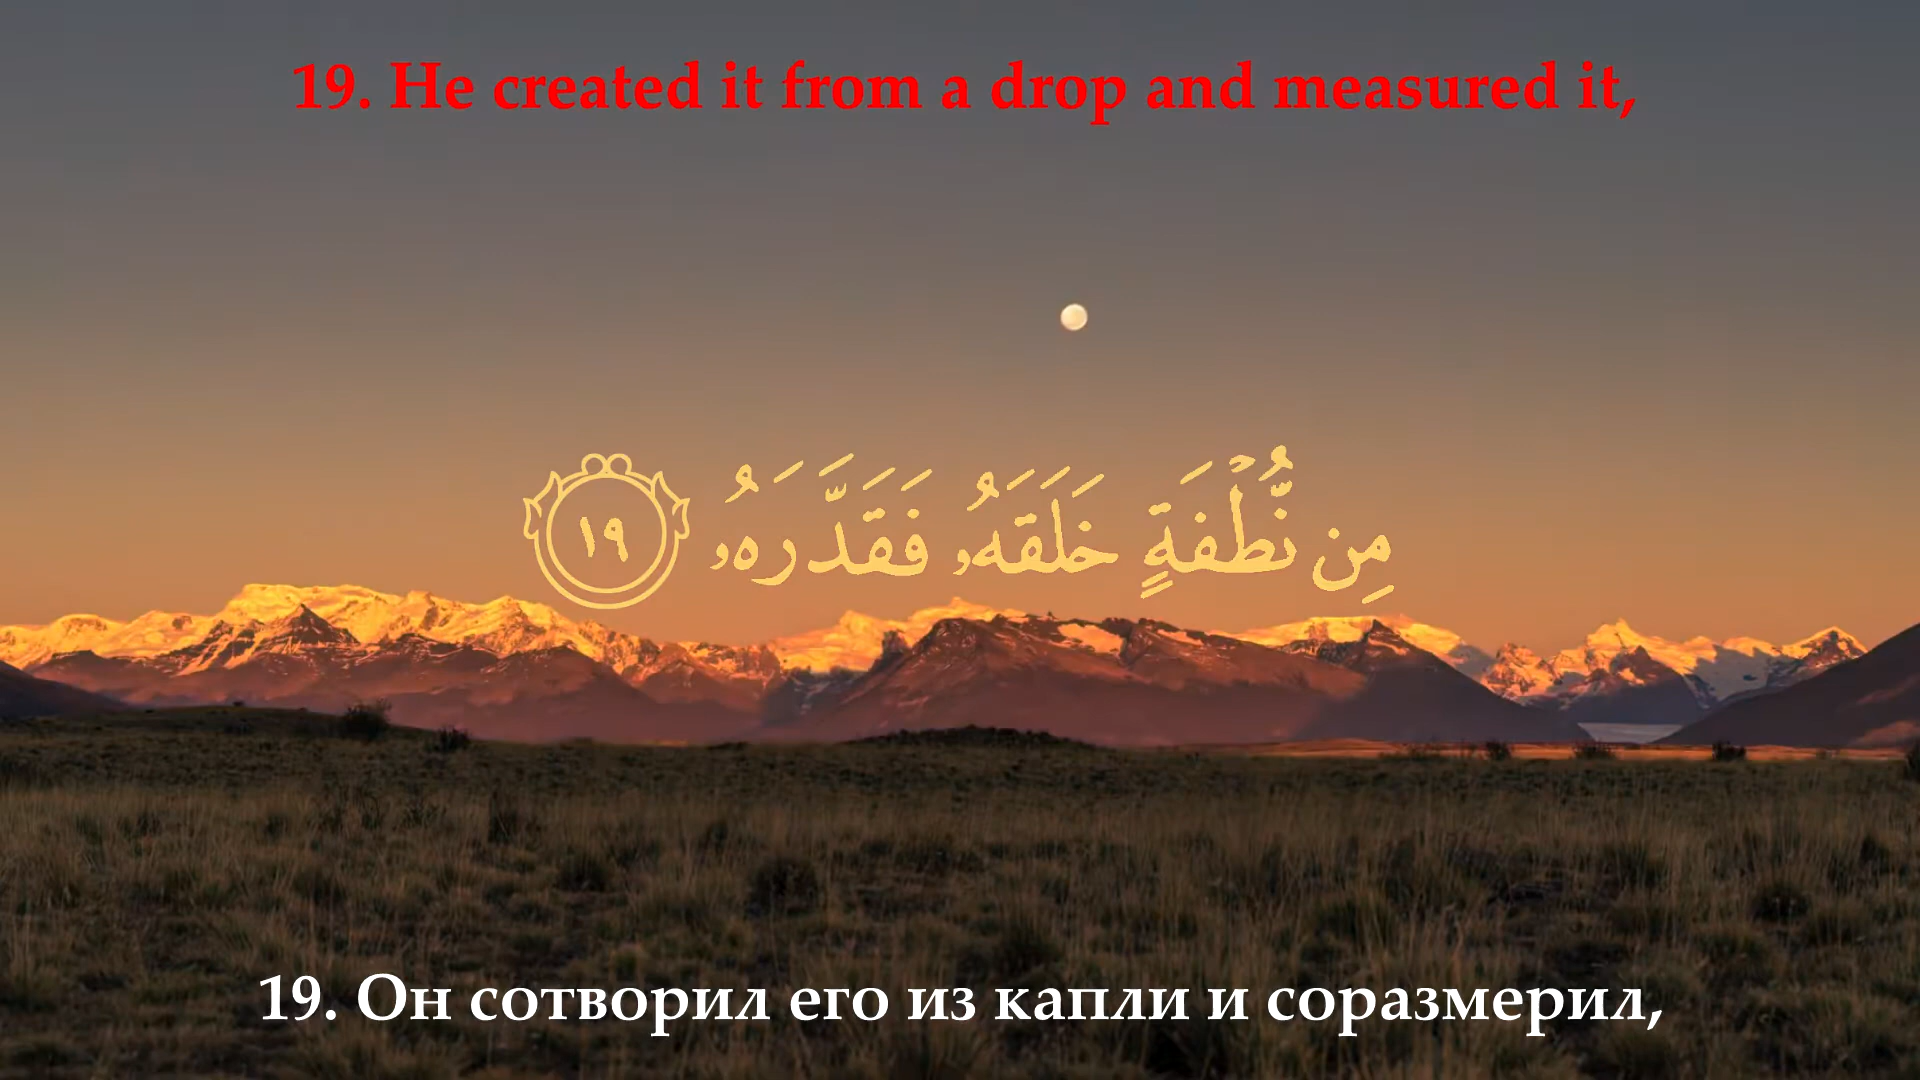 19. He created it from a drop and measured it,
مِن نُّطْفَةٍ خَلَقَهُۥ فَقَدَّرَهُۥ ١٩
19. Он сотворил его из капли и соразмерил,